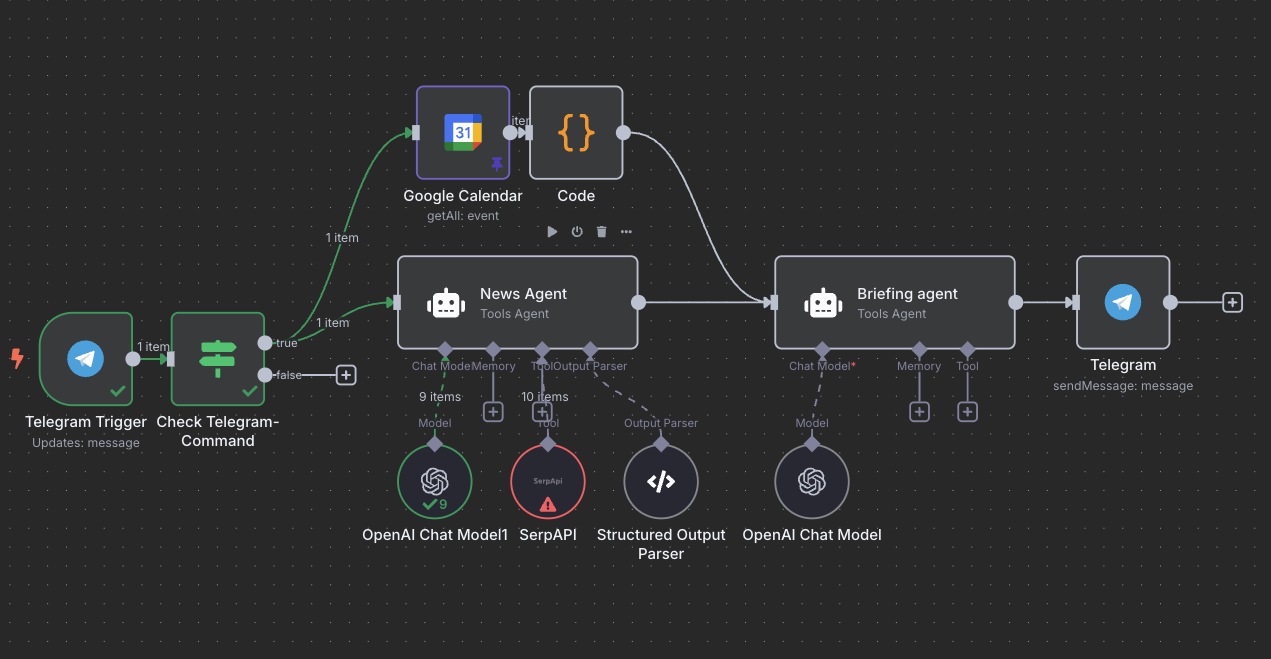 31
iter
Google Calendar
getAll: event
Code
1 item
News Agent
Tools Agent
Briefing agent
Tools Agent
1 item
1 item
true
false
Telegram Trigger
Updates: message
Check Telegram-
Command
Chat Mode
Memory
Tool
Output Parser
Chat Model*
Memory
Tool
Telegram
sendMessage: message
9 items
10 items
Model
Tool
Output Parser
Model
SerpApi
9
OpenAI Chat Model1
SerpAPI
Structured Output
Parser
OpenAI Chat Model